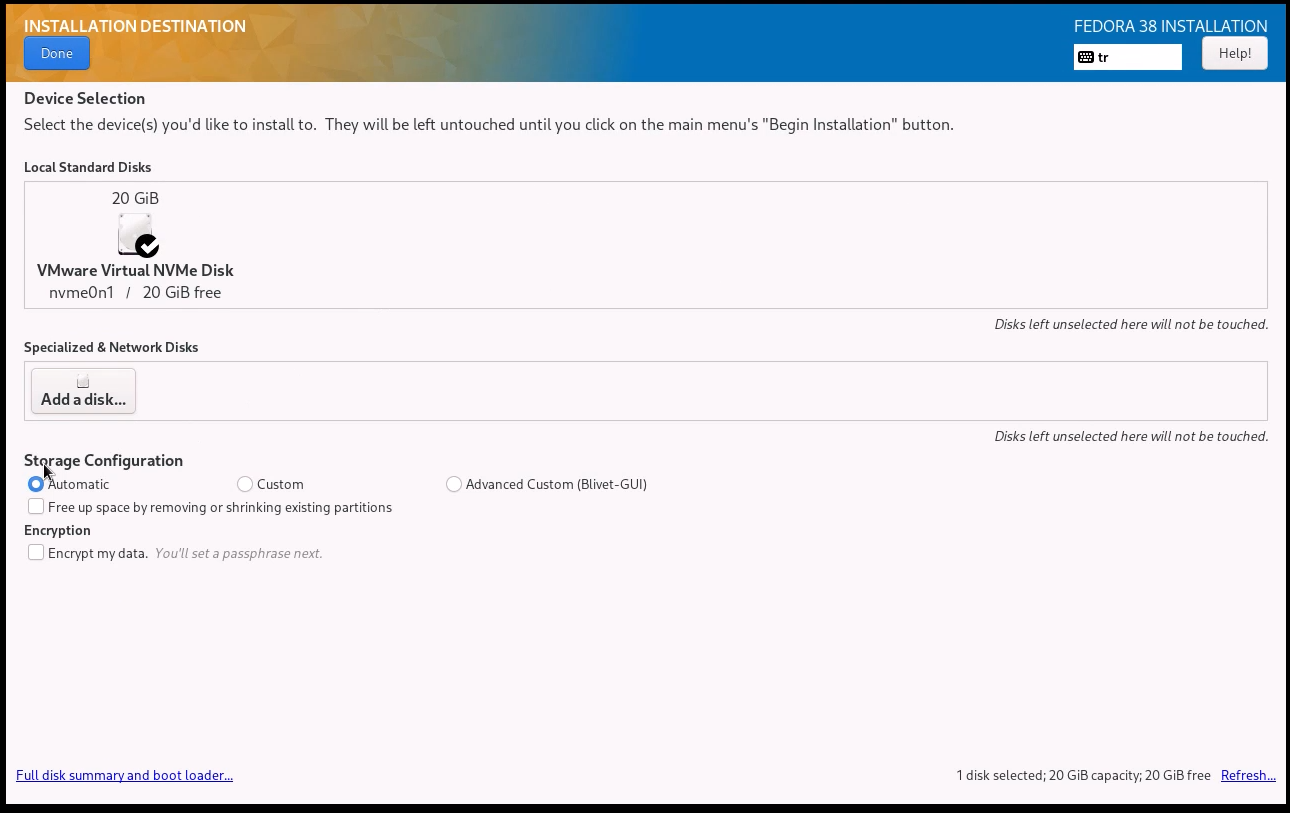 INSTALLATION DESTINATION
FEDORA 38 INSTALLATION
Done
tr
Help!
Device Selection
Select the device(s) you'd like to install to.  They will be left untouched until you click on the main menu's "Begin Installation" button.
Local Standard Disks
20 GiB
VMware Virtual NVMe Disk
nvme0n1 / 20 GiB free
Disks left unselected here will not be touched.
Specialized & Network Disks
Add a disk...
Disks left unselected here will not be touched.
Storage Configuration
Automatic Custom Advanced Custom (Blivet-GUI)
Free up space by removing or shrinking existing partitions
Encryption
Encrypt my data. You'll set a passphrase next.
Full disk summary and boot loader...
1 disk selected; 20 GiB capacity; 20 GiB free Refresh...